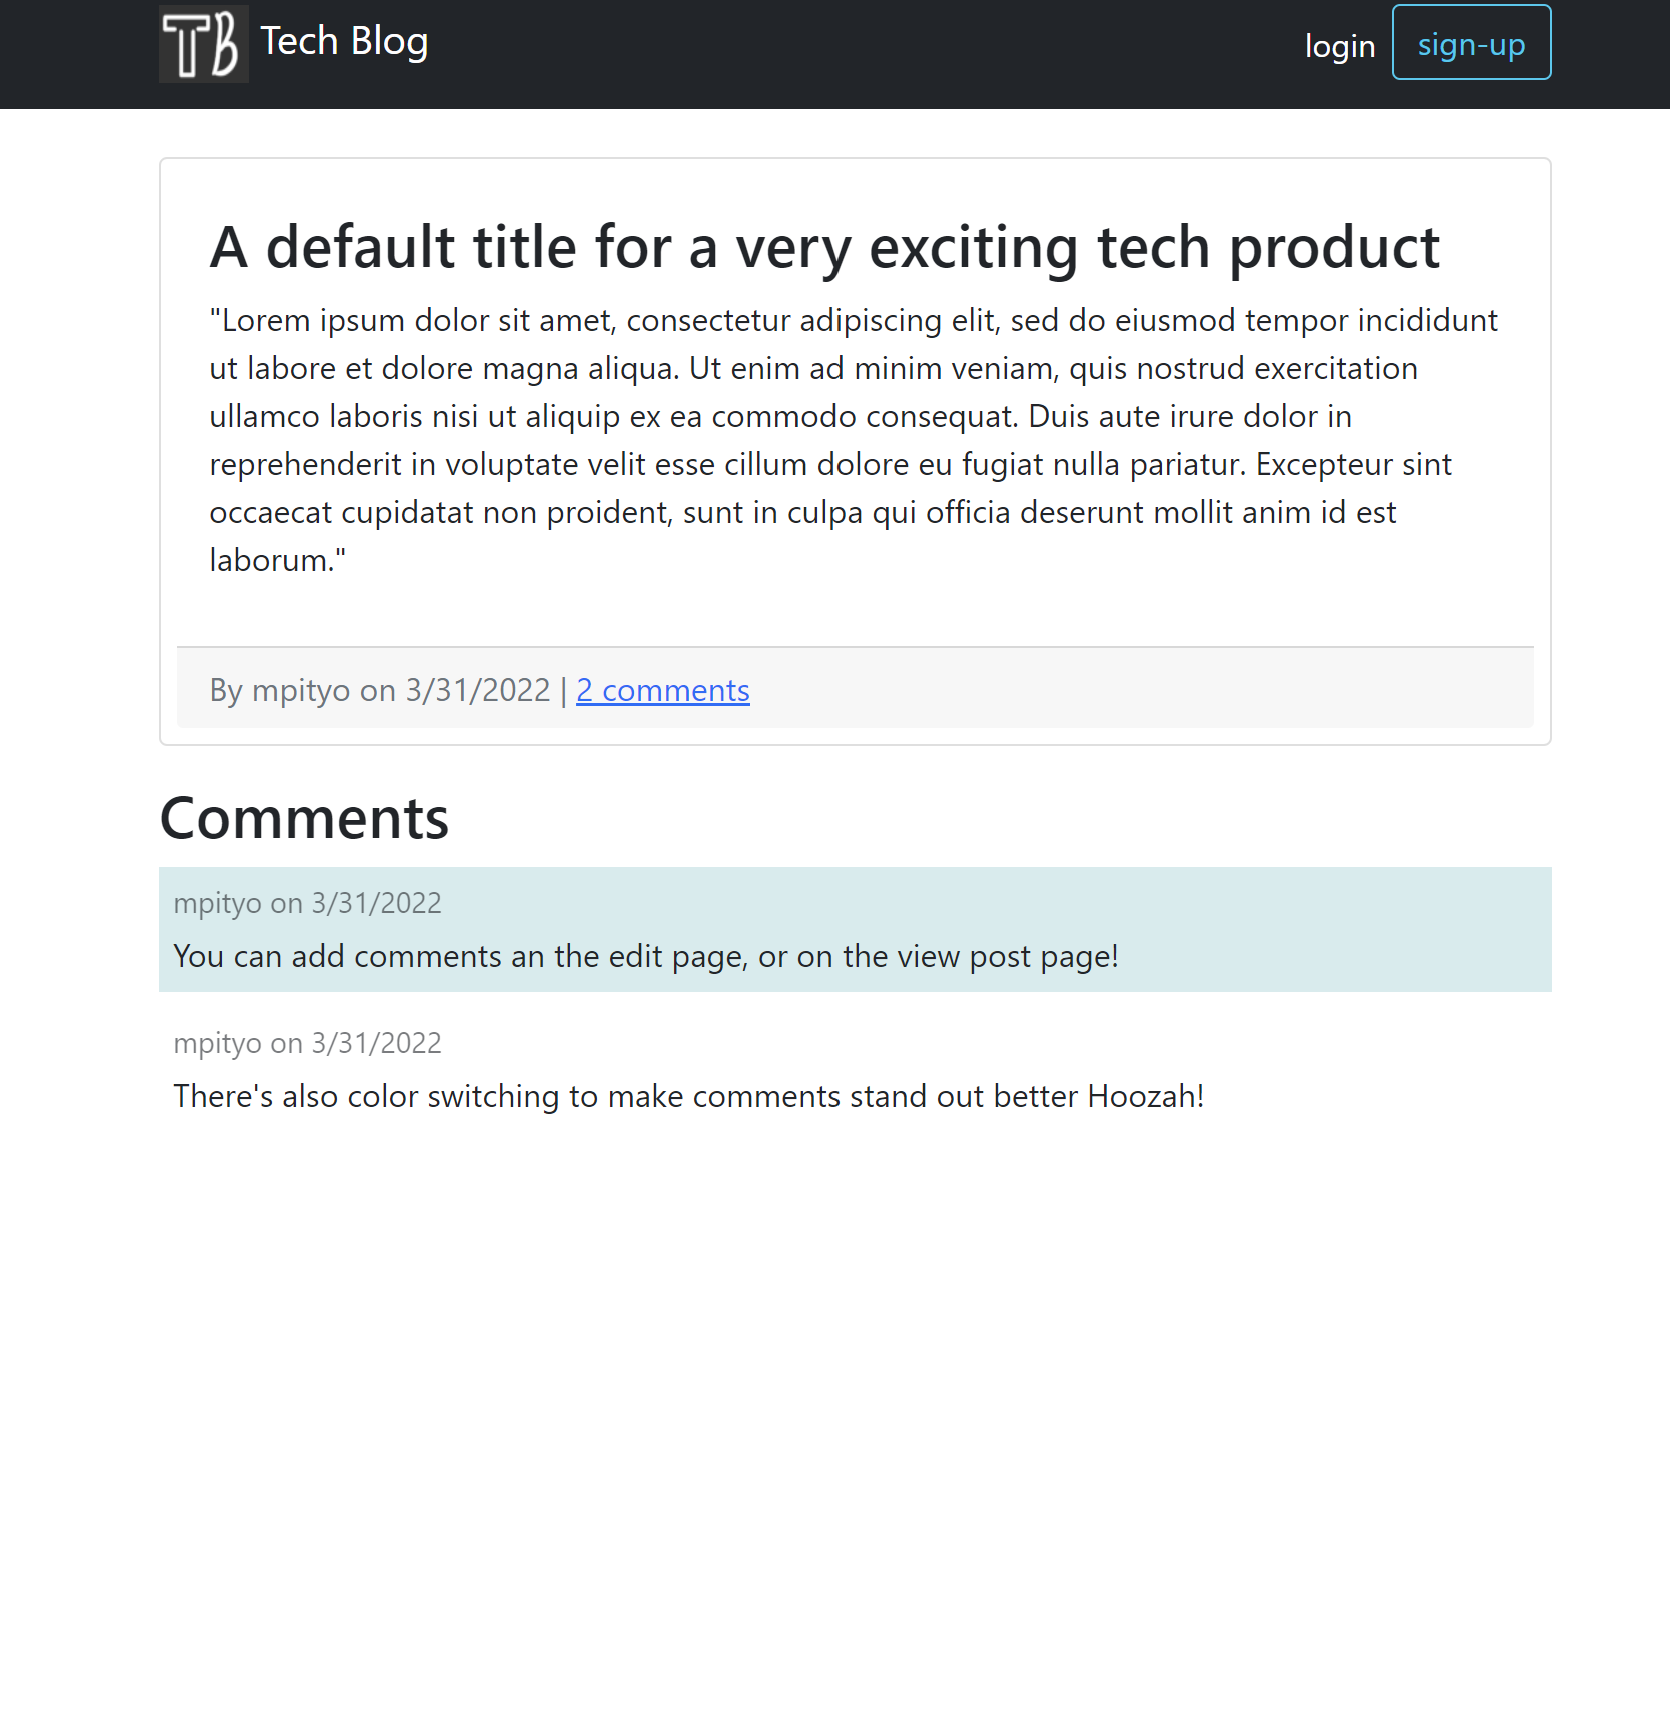 TB Tech Blog
login sign-up
A default title for a very exciting tech product
"Lorem ipsum dolor sit amet, consectetur adipiscing elit, sed do eiusmod tempor incididunt
ut labore et dolore magna aliqua. Ut enim ad minim veniam, quis nostrud exercitation
ullamco laboris nisi ut aliquip ex ea commodo consequat. Duis aute irure dolor in
reprehenderit in voluptate velit esse cillum dolore eu fugiat nulla pariatur. Excepteur sint
occaecat cupidatat non proident, sunt in culpa qui officia deserunt mollit anim id est
laborum."
By mpityo on 3/31/2022 | 2 comments
Comments
mpityo on 3/31/2022
You can add comments an the edit page, or on the view post page!
mpityo on 3/31/2022
There's also color switching to make comments stand out better Hoozah!